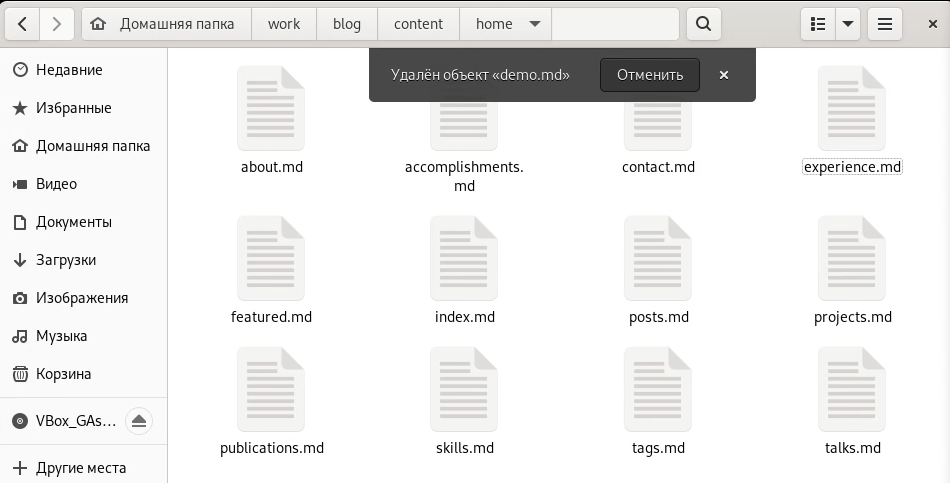 Домашняя папка work blog content home
Удалён объект «demo.md» Отменить
Недавние
Избранные
Домашняя папка
Видео
Документы
Загрузки
Изображения
Музыка
Корзина
VBox_GAs...
Другие места
about.md
accomplishments.
md
contact.md
experience.md
featured.md
index.md
posts.md
projects.md
publications.md
skills.md
tags.md
talks.md